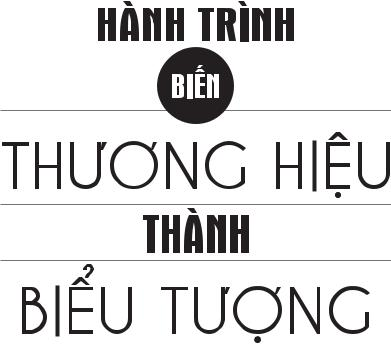 HÀNH TRÌNH
BIẾN
THƯƠNG HIỆU
THÀNH
BIỂU TƯỢNG